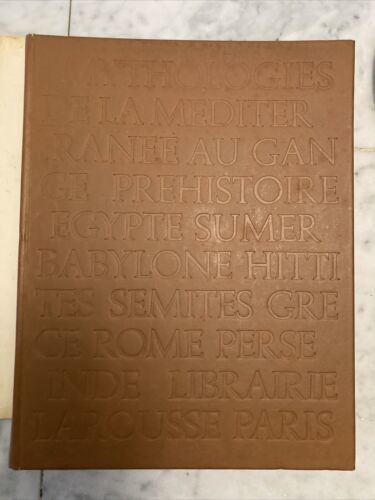 MYTHOLOGIES
DE LA MEDITER
RANEE AU GAN
GE PREHISTOIRE
EGYPTE SUMER
BABYLONE HITTI
TES SEMITES GRE
CE ROME PERSE
INDE LIBRAIRIE
LAROUSSE PARIS